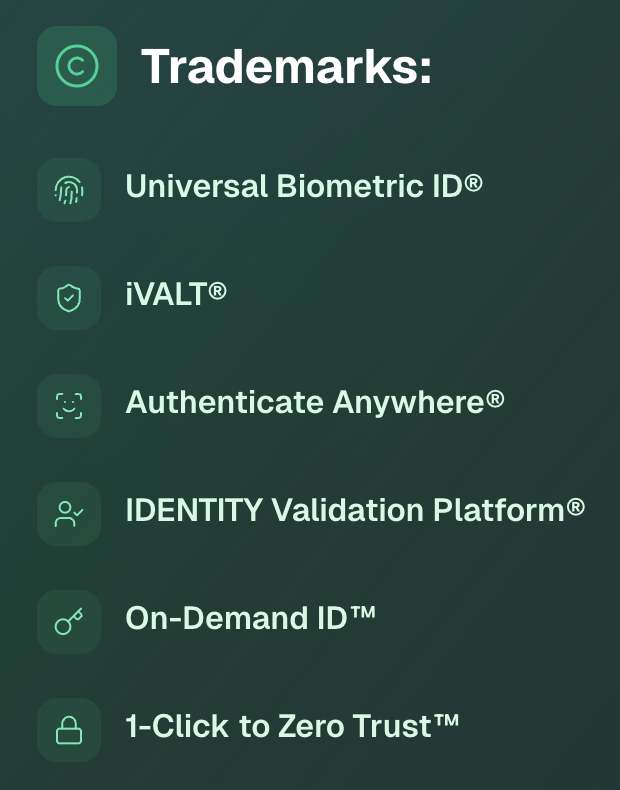 Trademarks:
Universal Biometric ID®
iVALT®
Authenticate Anywhere®
IDENTITY Validation Platform®
On-Demand ID™
1-Click to Zero Trust™